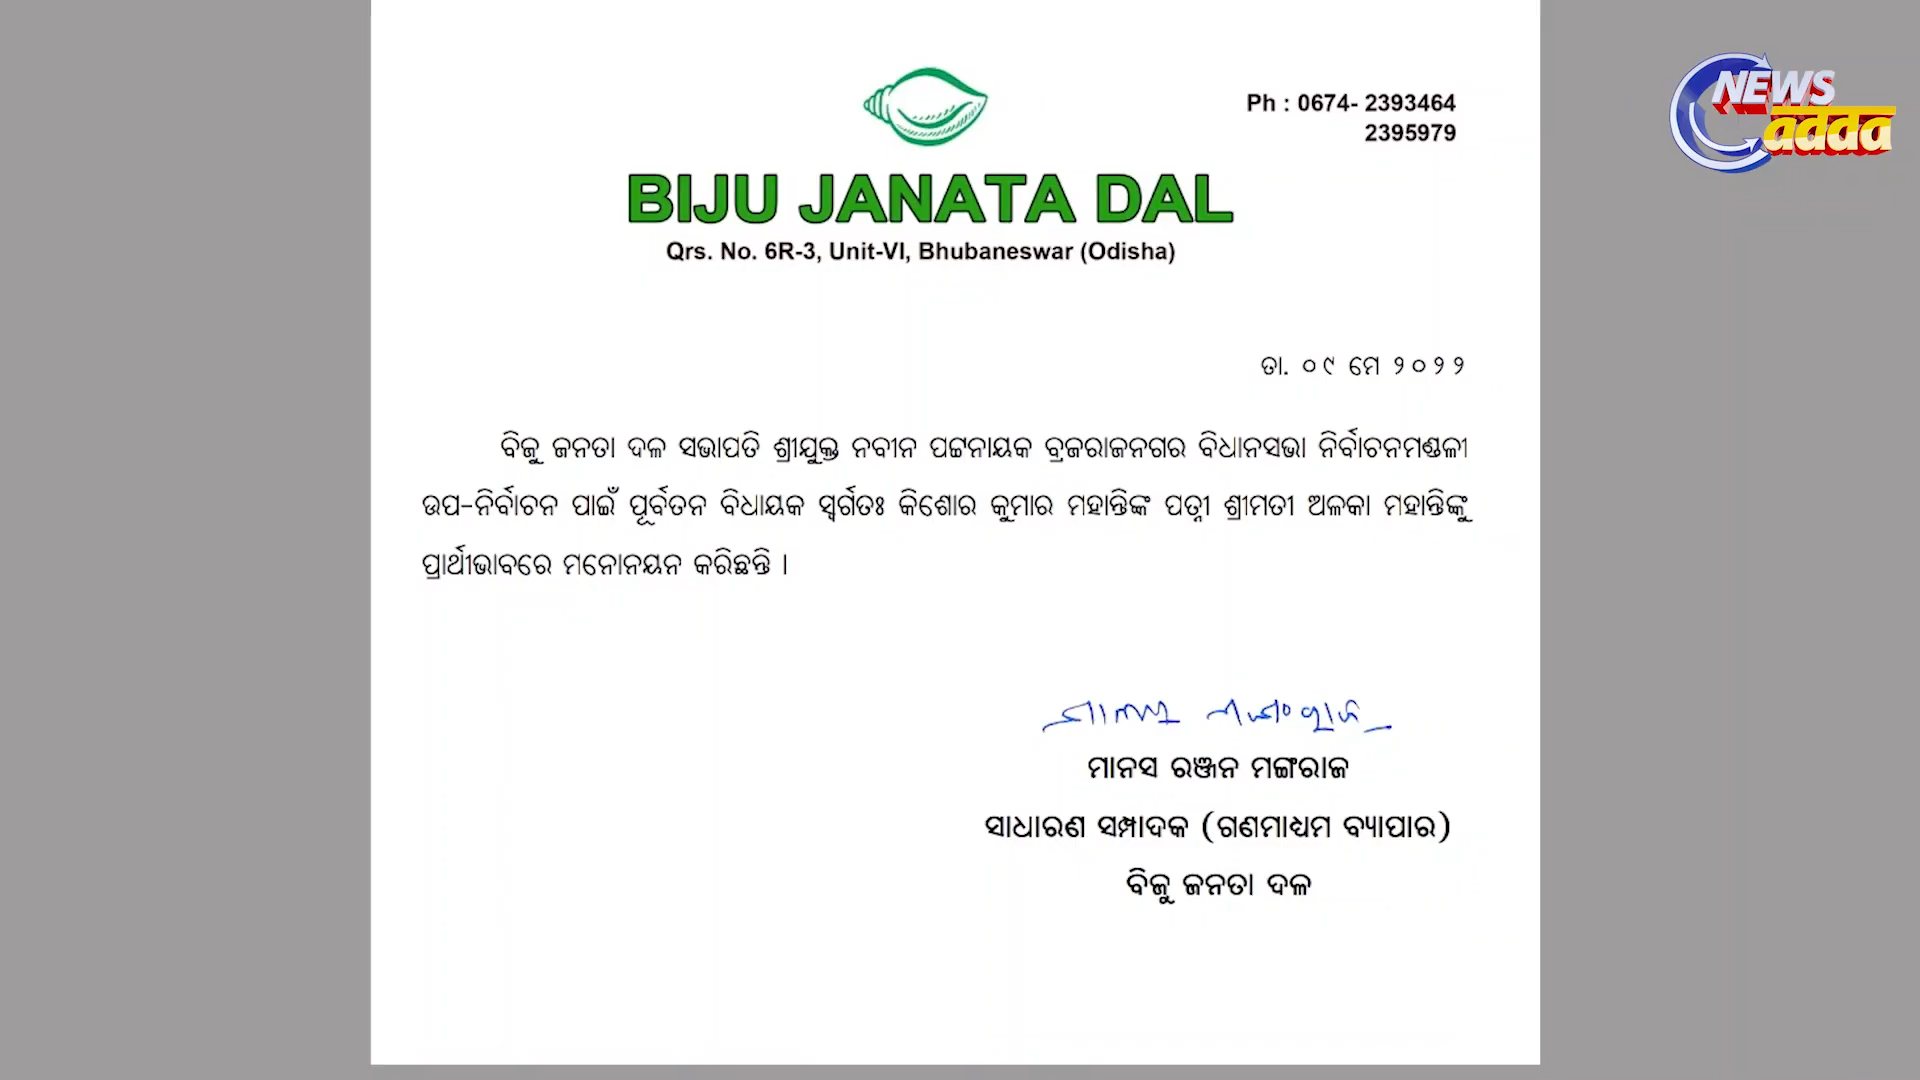 Ph : 0674- 2393464
2395979
NEWS
adda
BIJU JANATA DAL
Qrs. No. 6R-3, Unit-VI, Bhubaneswar (Odisha)
ତା. ୦୯ ମେ ୨୦୨୨
ବିଜୁ ଜନତା ଦଳ ସଭାପତି ଶ୍ରୀଯୁକ୍ତ ନବୀନ ପଟ୍ଟନାୟକ ବ୍ରଜରାଜନଗର ବିଧାନସଭା ନିର୍ବାଚନମଣ୍ଡଳୀ
ଉପ-ନିର୍ବାଚନ ପାଇଁ ପୂର୍ବତନ ବିଧାୟକ ସ୍ୱର୍ଗତଃ କିଶୋର କୁମାର ମହାନ୍ତିଙ୍କ ପତ୍ନୀ ଶ୍ରୀମତୀ ଅଳକା ମହାନ୍ତିଙ୍କୁ
ପ୍ରାର୍ଥୀଭାବରେ ମନୋନୟନ କରିଛନ୍ତି ।
ମାନସ ରଞ୍ଜନ ମଙ୍ଗରାଜ
ସାଧାରଣ ସମ୍ପାଦକ (ଗଣମାଧ୍ୟମ ବ୍ୟାପାର)
ବିଜୁ ଜନତା ଦଳ